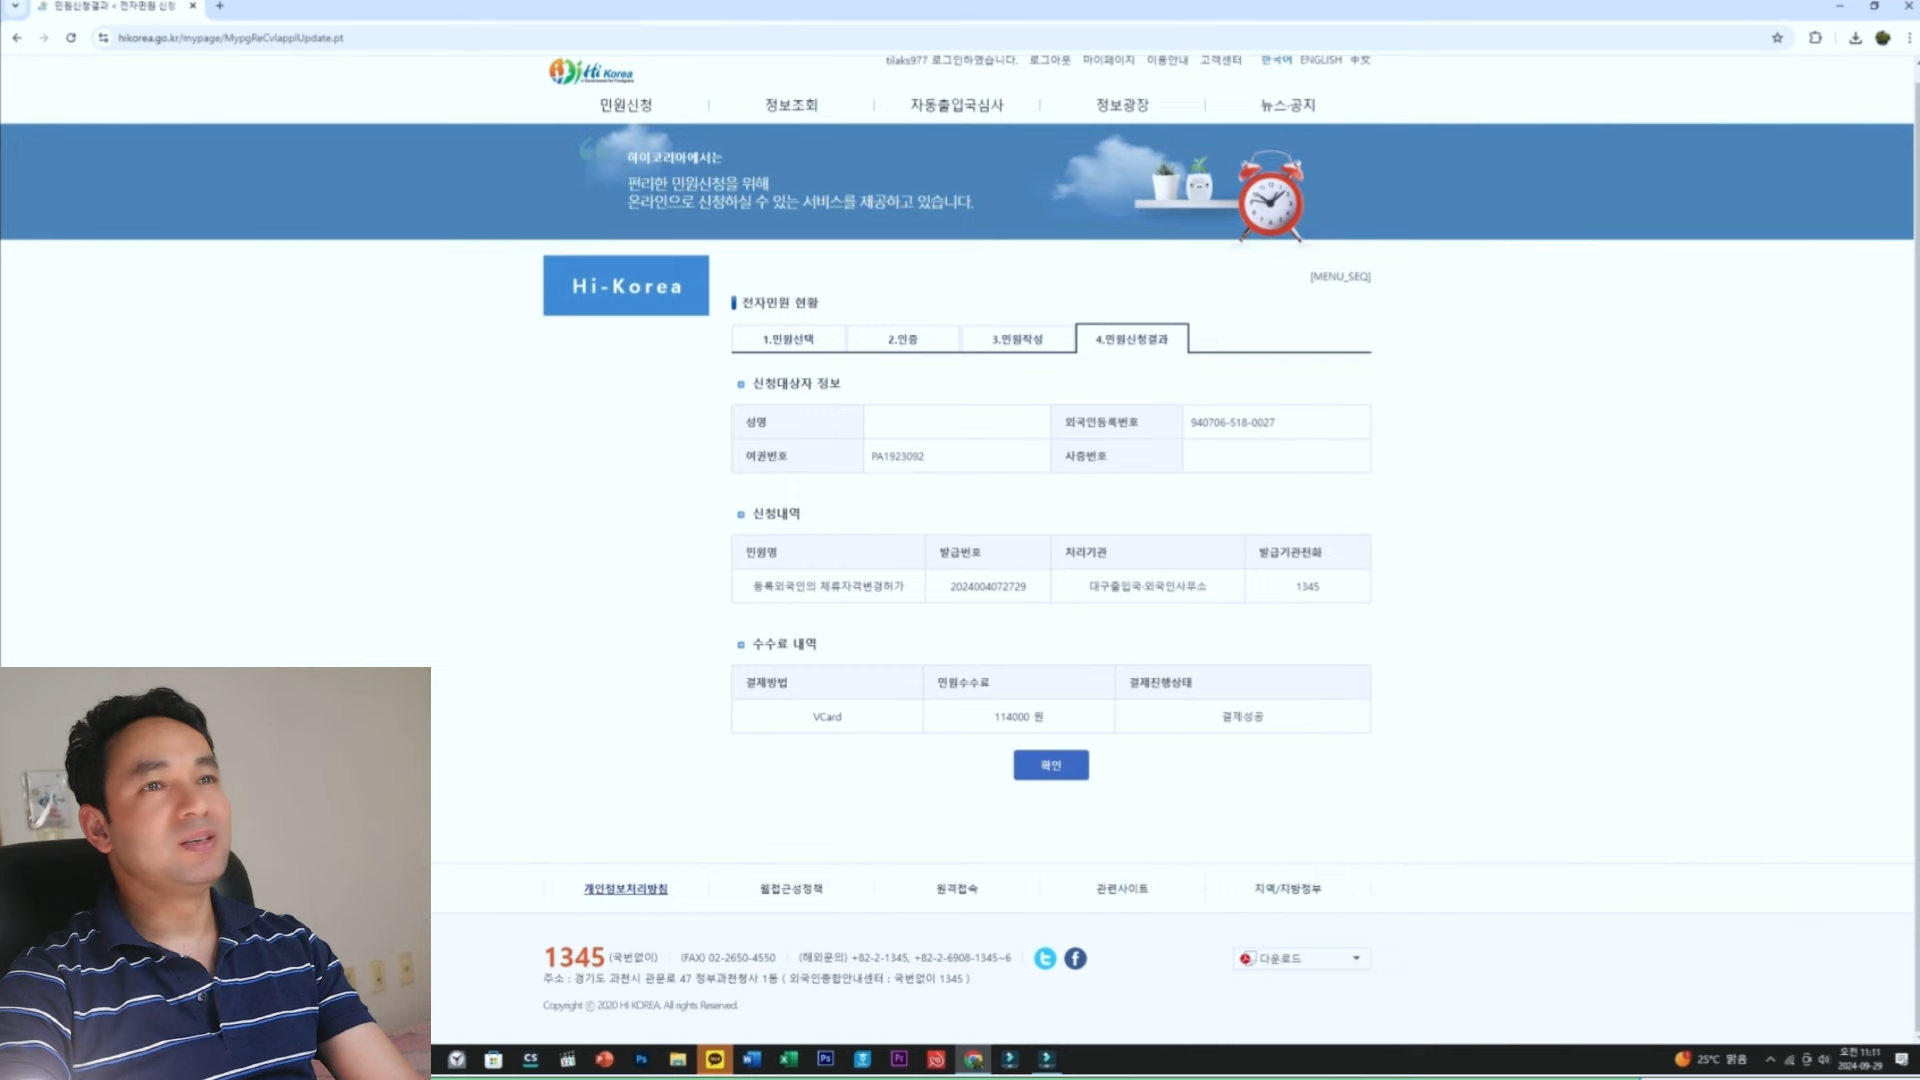 민원신청결과 < 전자민원 신청
hikorea.go.kr/mypage/MypgReCvlapplUpdate.pt
Hi Korea
tilaks977 로그인하였습니다. 로그아웃 마이페이지 이용안내 고객센터 한국어 ENGLISH 中文
민원신청 정보조회 자동출입국심사 정보광장 뉴스·공지
하이코리아에서는
편리한 민원신청을 위해
온라인으로 신청하실 수 있는 서비스를 제공하고 있습니다.
Hi-Korea
[MENU_SEQ]
전자민원 현황
1.민원선택 2.인증 3.민원작성 4.민원신청결과
신청대상자 정보
성명 외국인등록번호 940706-518-0027
여권번호 PA1923092 사증번호
신청내역
민원명 발급번호 처리기관 발급기관전화
등록외국인의 체류자격변경허가 2024004072729 대구출입국·외국인사무소 1345
수수료 내역
결제방법 민원수수료 결제진행상태
VCard 114000 원 결제성공
확인
개인정보처리방침 웹접근성정책 원격접속 관련사이트 지역/지방정부
1345 (국번없이) (FAX) 02-2650-4550 (해외문의) +82-2-1345, +82-2-6908-1345~6
다운로드
주소 : 경기도 과천시 관문로 47 정부과천청사 1동 ( 외국인종합안내센터 : 국번없이 1345 )
Copyright ⓒ 2020 HI KOREA. All rights Reserved.
CS
Ps
Ps
Pr
25°C 맑음
오전 11:11
2024-09-29